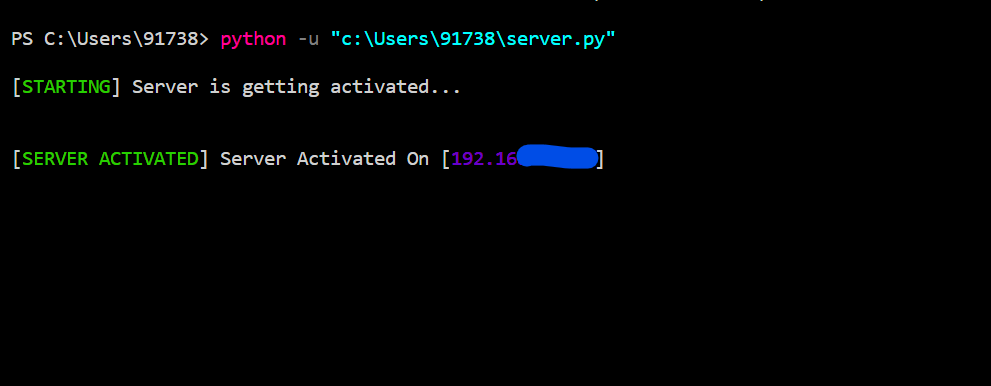 PS C:\Users\91738> python -u "c:\Users\91738\server.py"
[STARTING] Server is getting activated...
[SERVER ACTIVATED] Server Activated On [192.16 ]